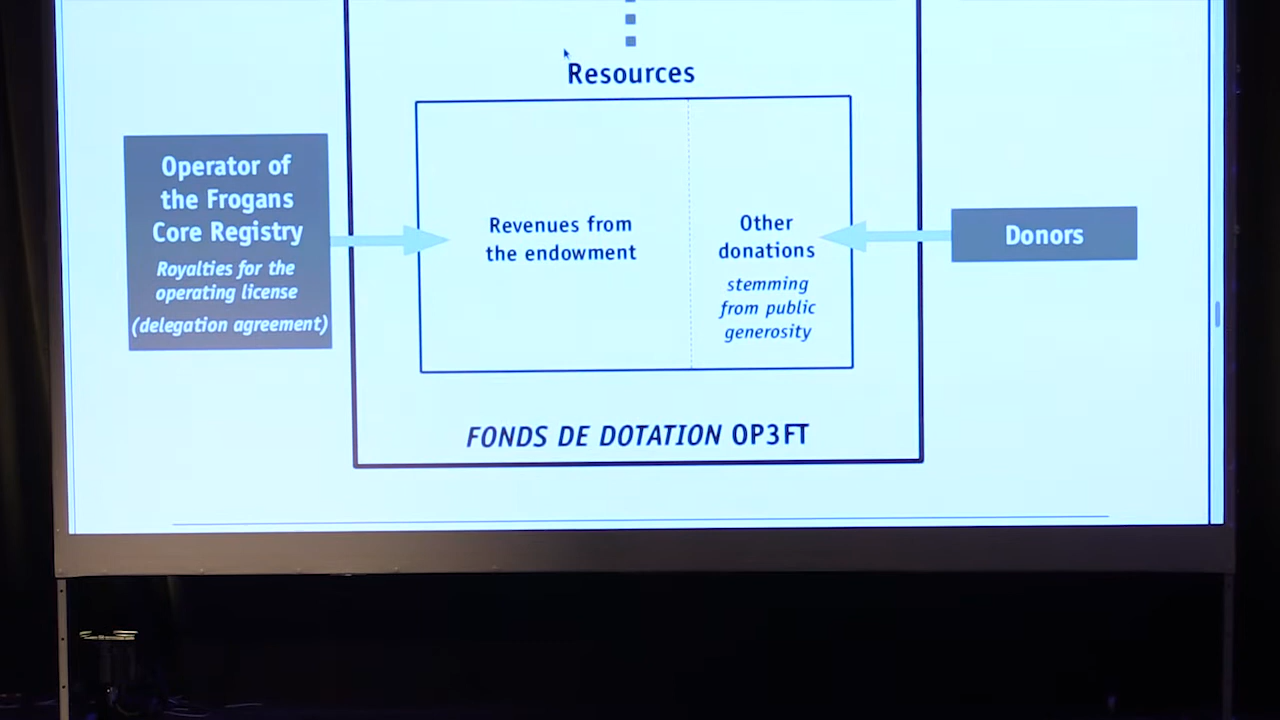 Resources
Operator of
the Frogans
Core Registry
Royalties for the
operating license
(delegation agreement)
Revenues from
the endowment
Other
donations
stemming
from public
generosity
Donors
FONDS DE DOTATION OP3FT